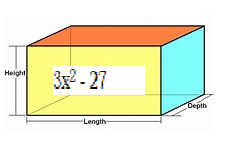 Height
3x² - 27
Depth
Length